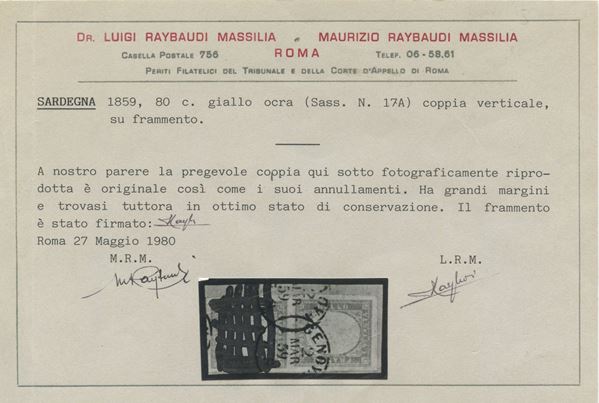 DR. LUIGI RAYBAUDI MASSILIA e MAURIZIO RAYBAUDI MASSILIA
CASELLA POSTALE 756 ROMA TELEF. 06 - 58.61
PERITI FILATELICI DEL TRIBUNALE E DELLA CORTE D'APPELLO DI ROMA
SARDEGNA 1859, 80 c. giallo ocra (Sass. N. 17A) coppia verticale,
su frammento.
A nostro parere la pregevole coppia qui sotto fotograficamente ripro-
dotta è originale così come i suoi annullamenti. Ha grandi margini
e trovasi tuttora in ottimo stato di conservazione. Il frammento
è stato firmato:
Roma 27 Maggio 1980
M.R.M. L.R.M.
GENOVA
MAR
59